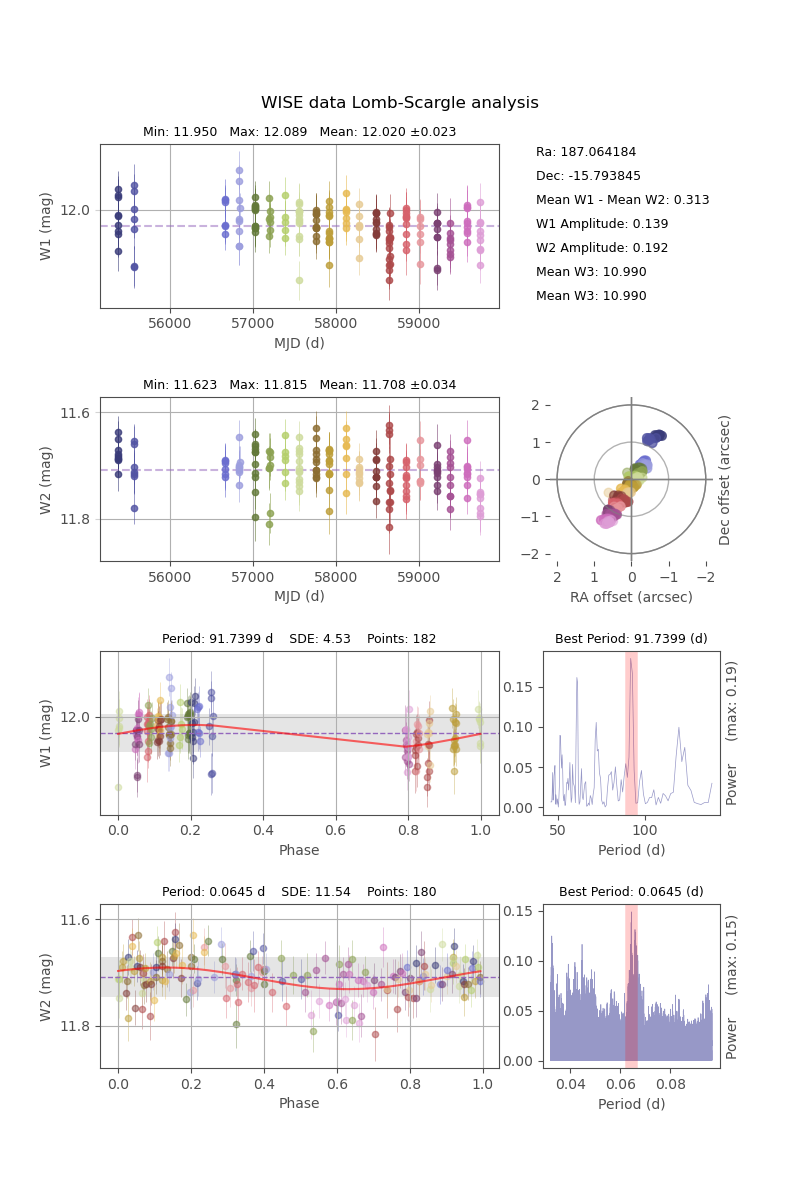 WISE data Lomb-Scargle analysis
Min: 11.950 Max: 12.089 Mean: 12.020 ±0.023
W1 (mag)
12.0
56000 57000 58000 59000
MJD (d)
Ra: 187.064184
Dec: -15.793845
Mean W1 - Mean W2: 0.313
W1 Amplitude: 0.139
W2 Amplitude: 0.192
Mean W3: 10.990
Mean W3: 10.990
Min: 11.623 Max: 11.815 Mean: 11.708 ±0.034
W2 (mag)
11.6
11.8
56000 57000 58000 59000
MJD (d)
2
1
0
−1
−2
2 1 0 −1 −2
RA offset (arcsec)
Dec offset (arcsec)
Period: 91.7399 d SDE: 4.53 Points: 182
W1 (mag)
12.0
0.0 0.2 0.4 0.6 0.8 1.0
Phase
Best Period: 91.7399 (d)
0.15
0.10
0.05
0.00
50 100
Period (d)
Power (max: 0.19)
Period: 0.0645 d SDE: 11.54 Points: 180
W2 (mag)
11.6
11.8
0.0 0.2 0.4 0.6 0.8 1.0
Phase
Best Period: 0.0645 (d)
0.15
0.10
0.05
0.00
0.04 0.06 0.08
Period (d)
Power (max: 0.15)